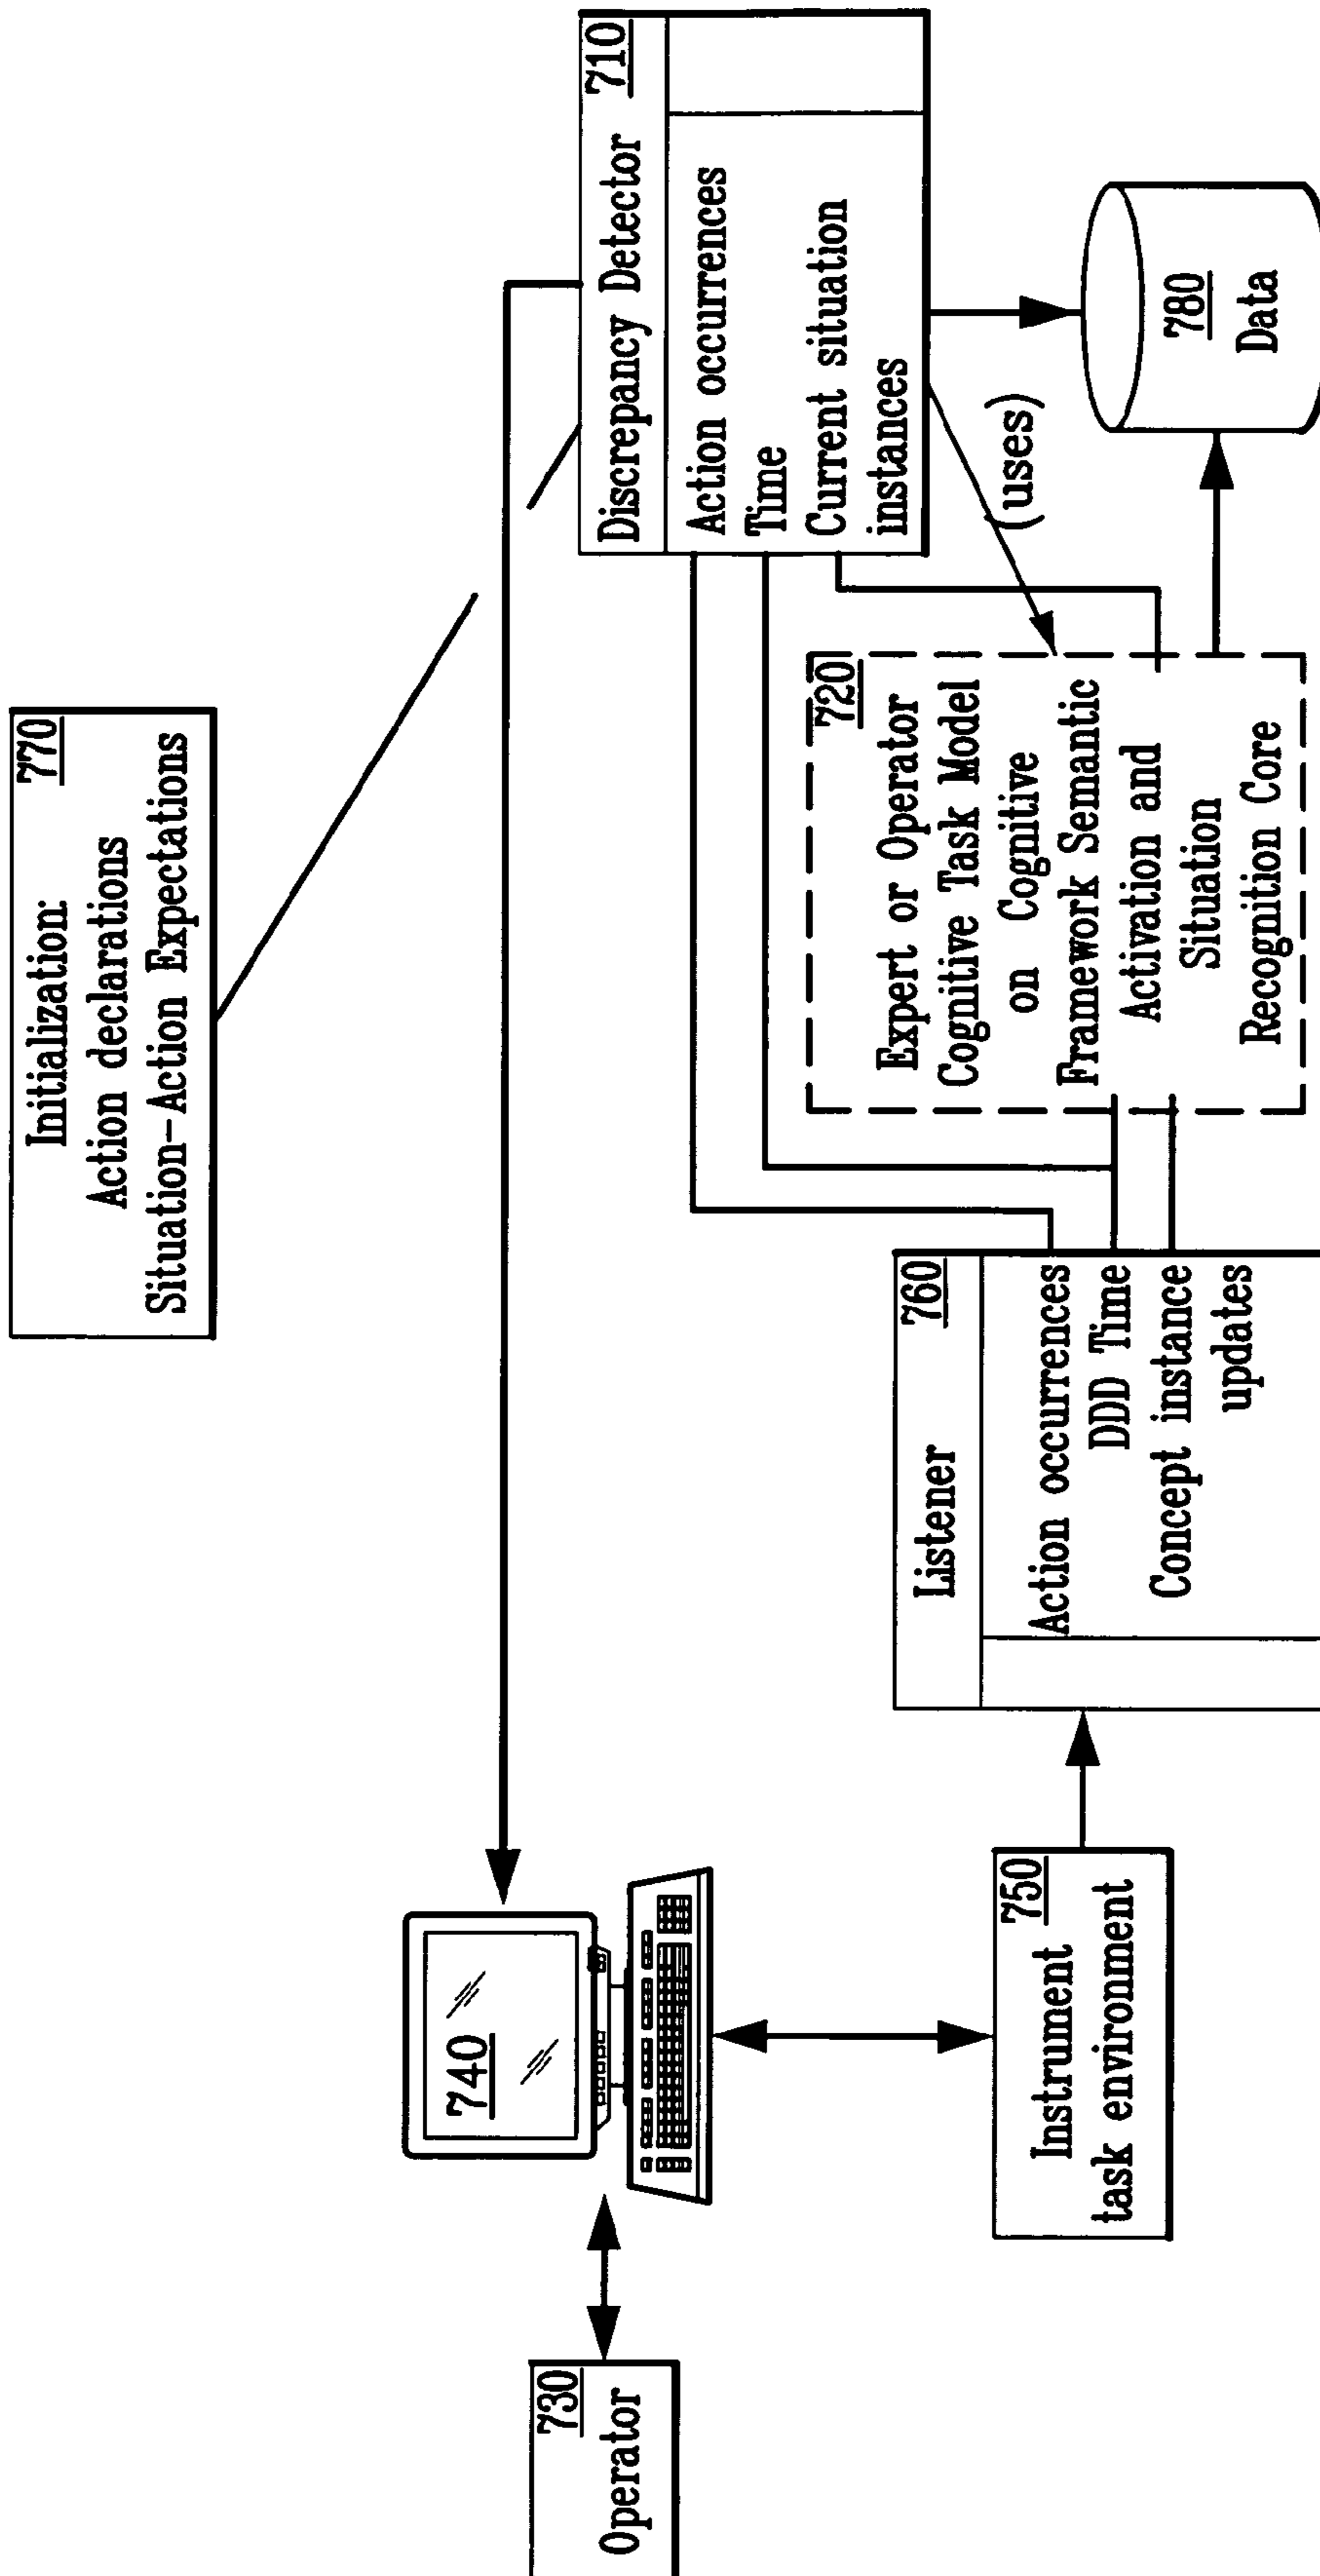 770
Initialization:
Action declarations
Situation-Action Expectations
730
Operator
740
750
Instrument
task environment
760
Listener
Action occurrences
DDD Time
Concept instance
updates
720
Expert or Operator
Cognitive Task Model
on Cognitive
Framework Semantic
Activation and
Situation
Recognition Core
Discrepancy Detector 710
Action occurrences
Time
Current situation
instances
(uses)
780
Data